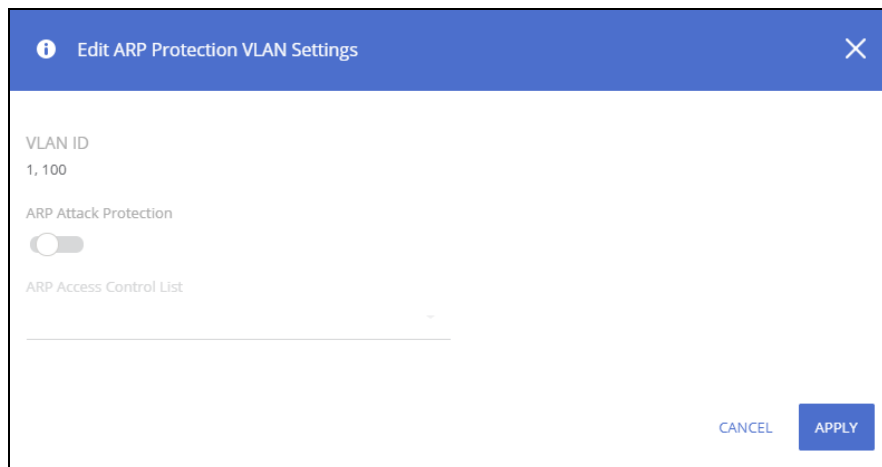 Edit ARP Protection VLAN Settings
VLAN ID
1, 100
ARP Attack Protection
ARP Access Control List
CANCEL APPLY